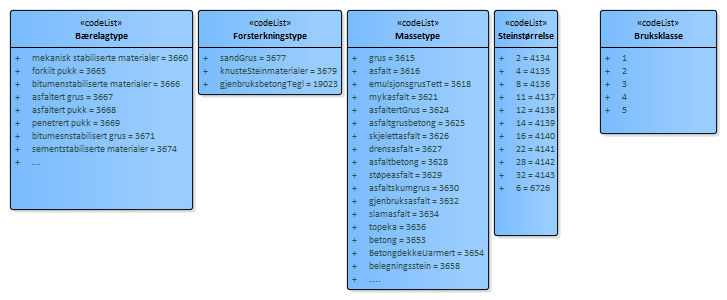 «codeList»
Bærelagtype
+ mekanisk stabiliserte materialer = 3660
+ forkilt pukk = 3665
+ bitumenstabiliserte materialer = 3666
+ asfaltert grus = 3667
+ asfaltert pukk = 3668
+ penetrert pukk = 3669
+ bitumesnstabilisert grus = 3671
+ sementstabiliserte materialer = 3674
+ ...
«codeList»
Forsterkningstype
+ sandGrus = 3677
+ knusteSteinmaterialer = 3679
+ gjenbruksbetongTegl = 19023
«codeList»
Massetype
+ grus = 3615
+ asfalt = 3616
+ emulsjonsgrusTett = 3618
+ mykasfalt = 3621
+ asfaltertGrus = 3624
+ asfaltgrusbetong = 3625
+ skjelettasfalt = 3626
+ drensasfalt = 3627
+ asfaltbetong = 3628
+ støpeasfalt = 3629
+ asfaltskumgrus = 3630
+ gjenbruksasfalt = 3632
+ slamasfalt = 3634
+ topeka = 3636
+ betong = 3653
+ BetongdekkeUarmert = 3654
+ belegningsstein = 3658
+ ....
«codeList»
Steinstørrelse
+ 2 = 4134
+ 4 = 4135
+ 8 = 4136
+ 11 = 4137
+ 12 = 4138
+ 14 = 4139
+ 16 = 4140
+ 22 = 4141
+ 28 = 4142
+ 32 = 4143
+ 6 = 6726
«codeList»
Bruksklasse
+ 1
+ 2
+ 3
+ 4
+ 5